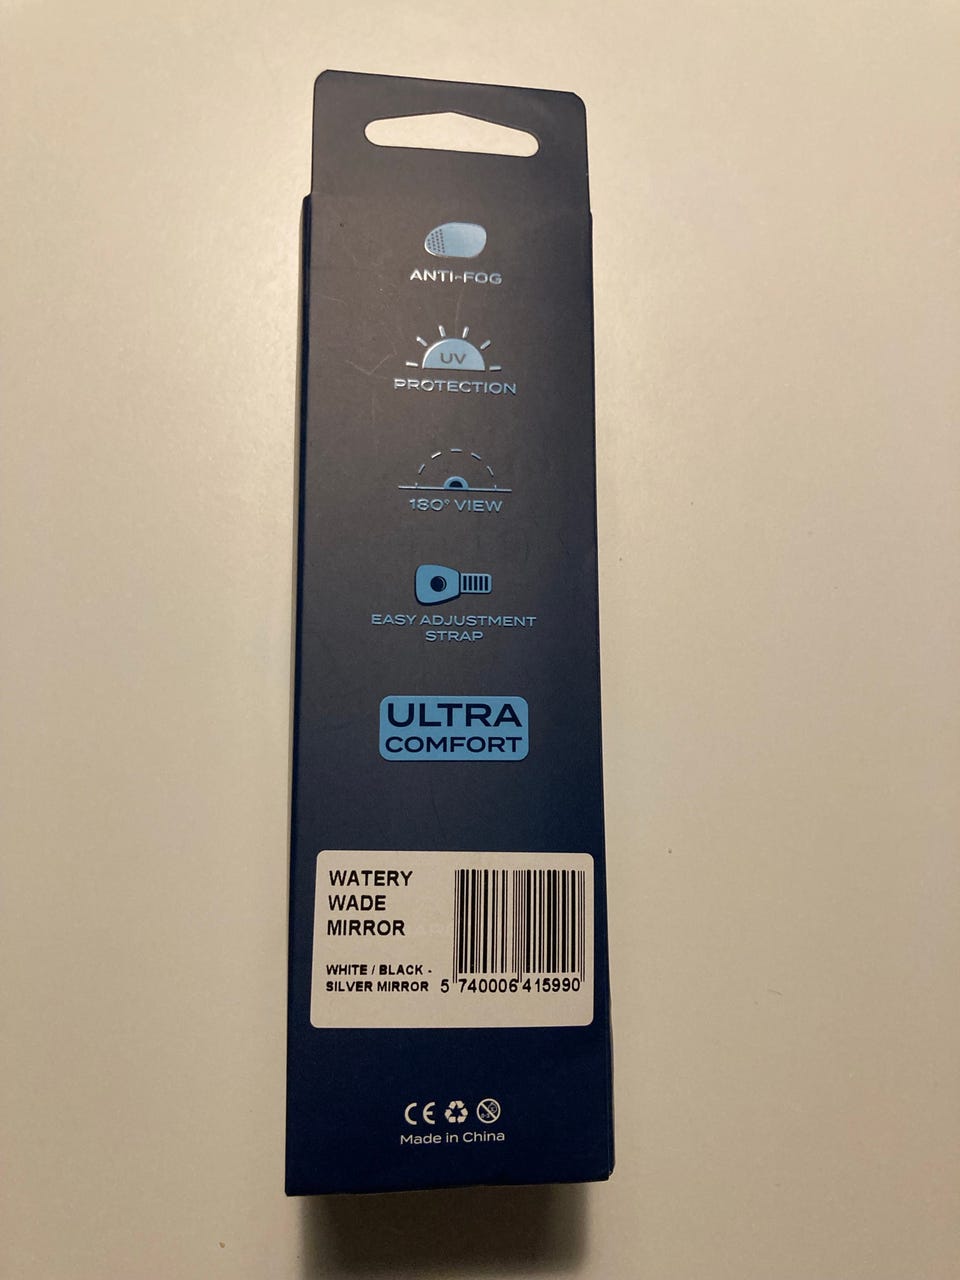 ANTI-FOG
UV
PROTECTION
180° VIEW
EASY ADJUSTMENT
STRAP
ULTRA
COMFORT
WATERY
WADE
MIRROR
WHITE / BLACK -
SILVER MIRROR
5 740006 415990
CE
Made in China